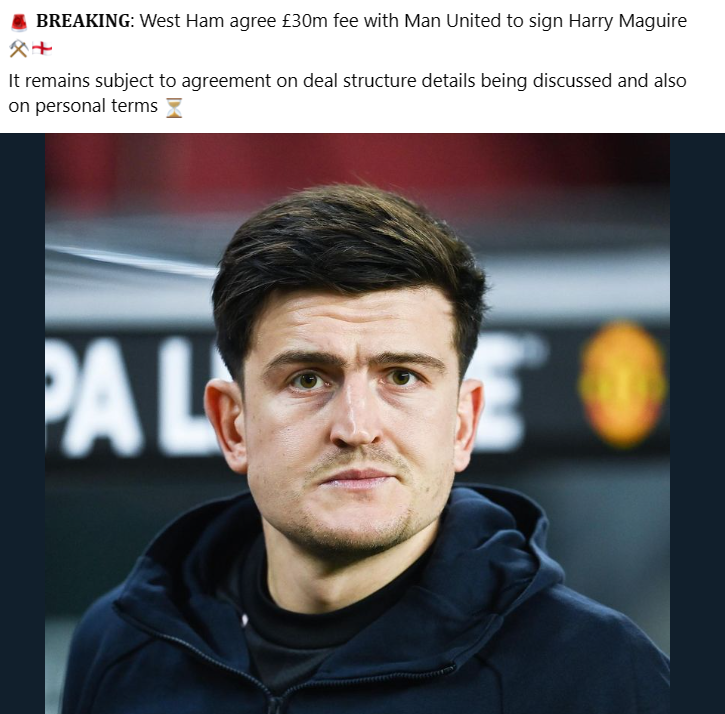 🚨 BREAKING: West Ham agree £30m fee with Man United to sign Harry Maguire
⚒️🏴󠁧󠁢󠁥󠁮󠁧󠁿
It remains subject to agreement on deal structure details being discussed and also
on personal terms ⏳
PA L E